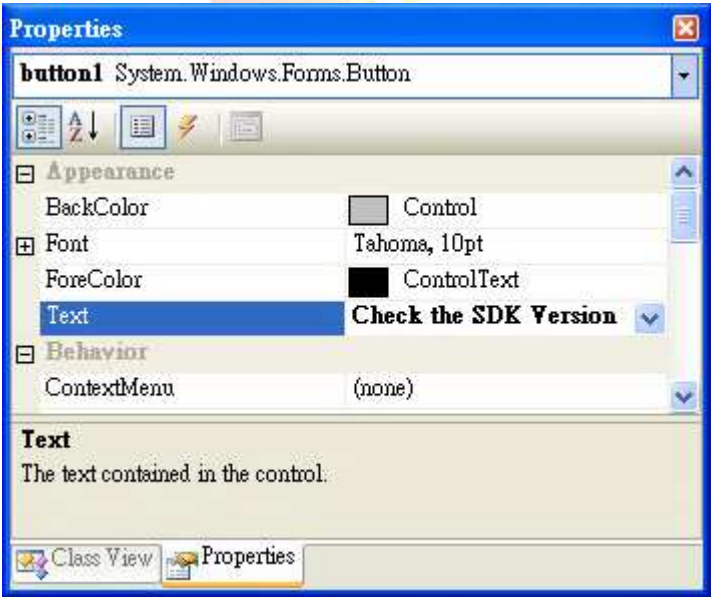 Properties
button1 System.Windows.Forms.Button
A
Z
Appearance
BackColor Control
Font Tahoma, 10pt
ForeColor ControlText
Text Check the SDK Version
Behavior
ContextMenu (none)
Text
The text contained in the control.
Class View Properties